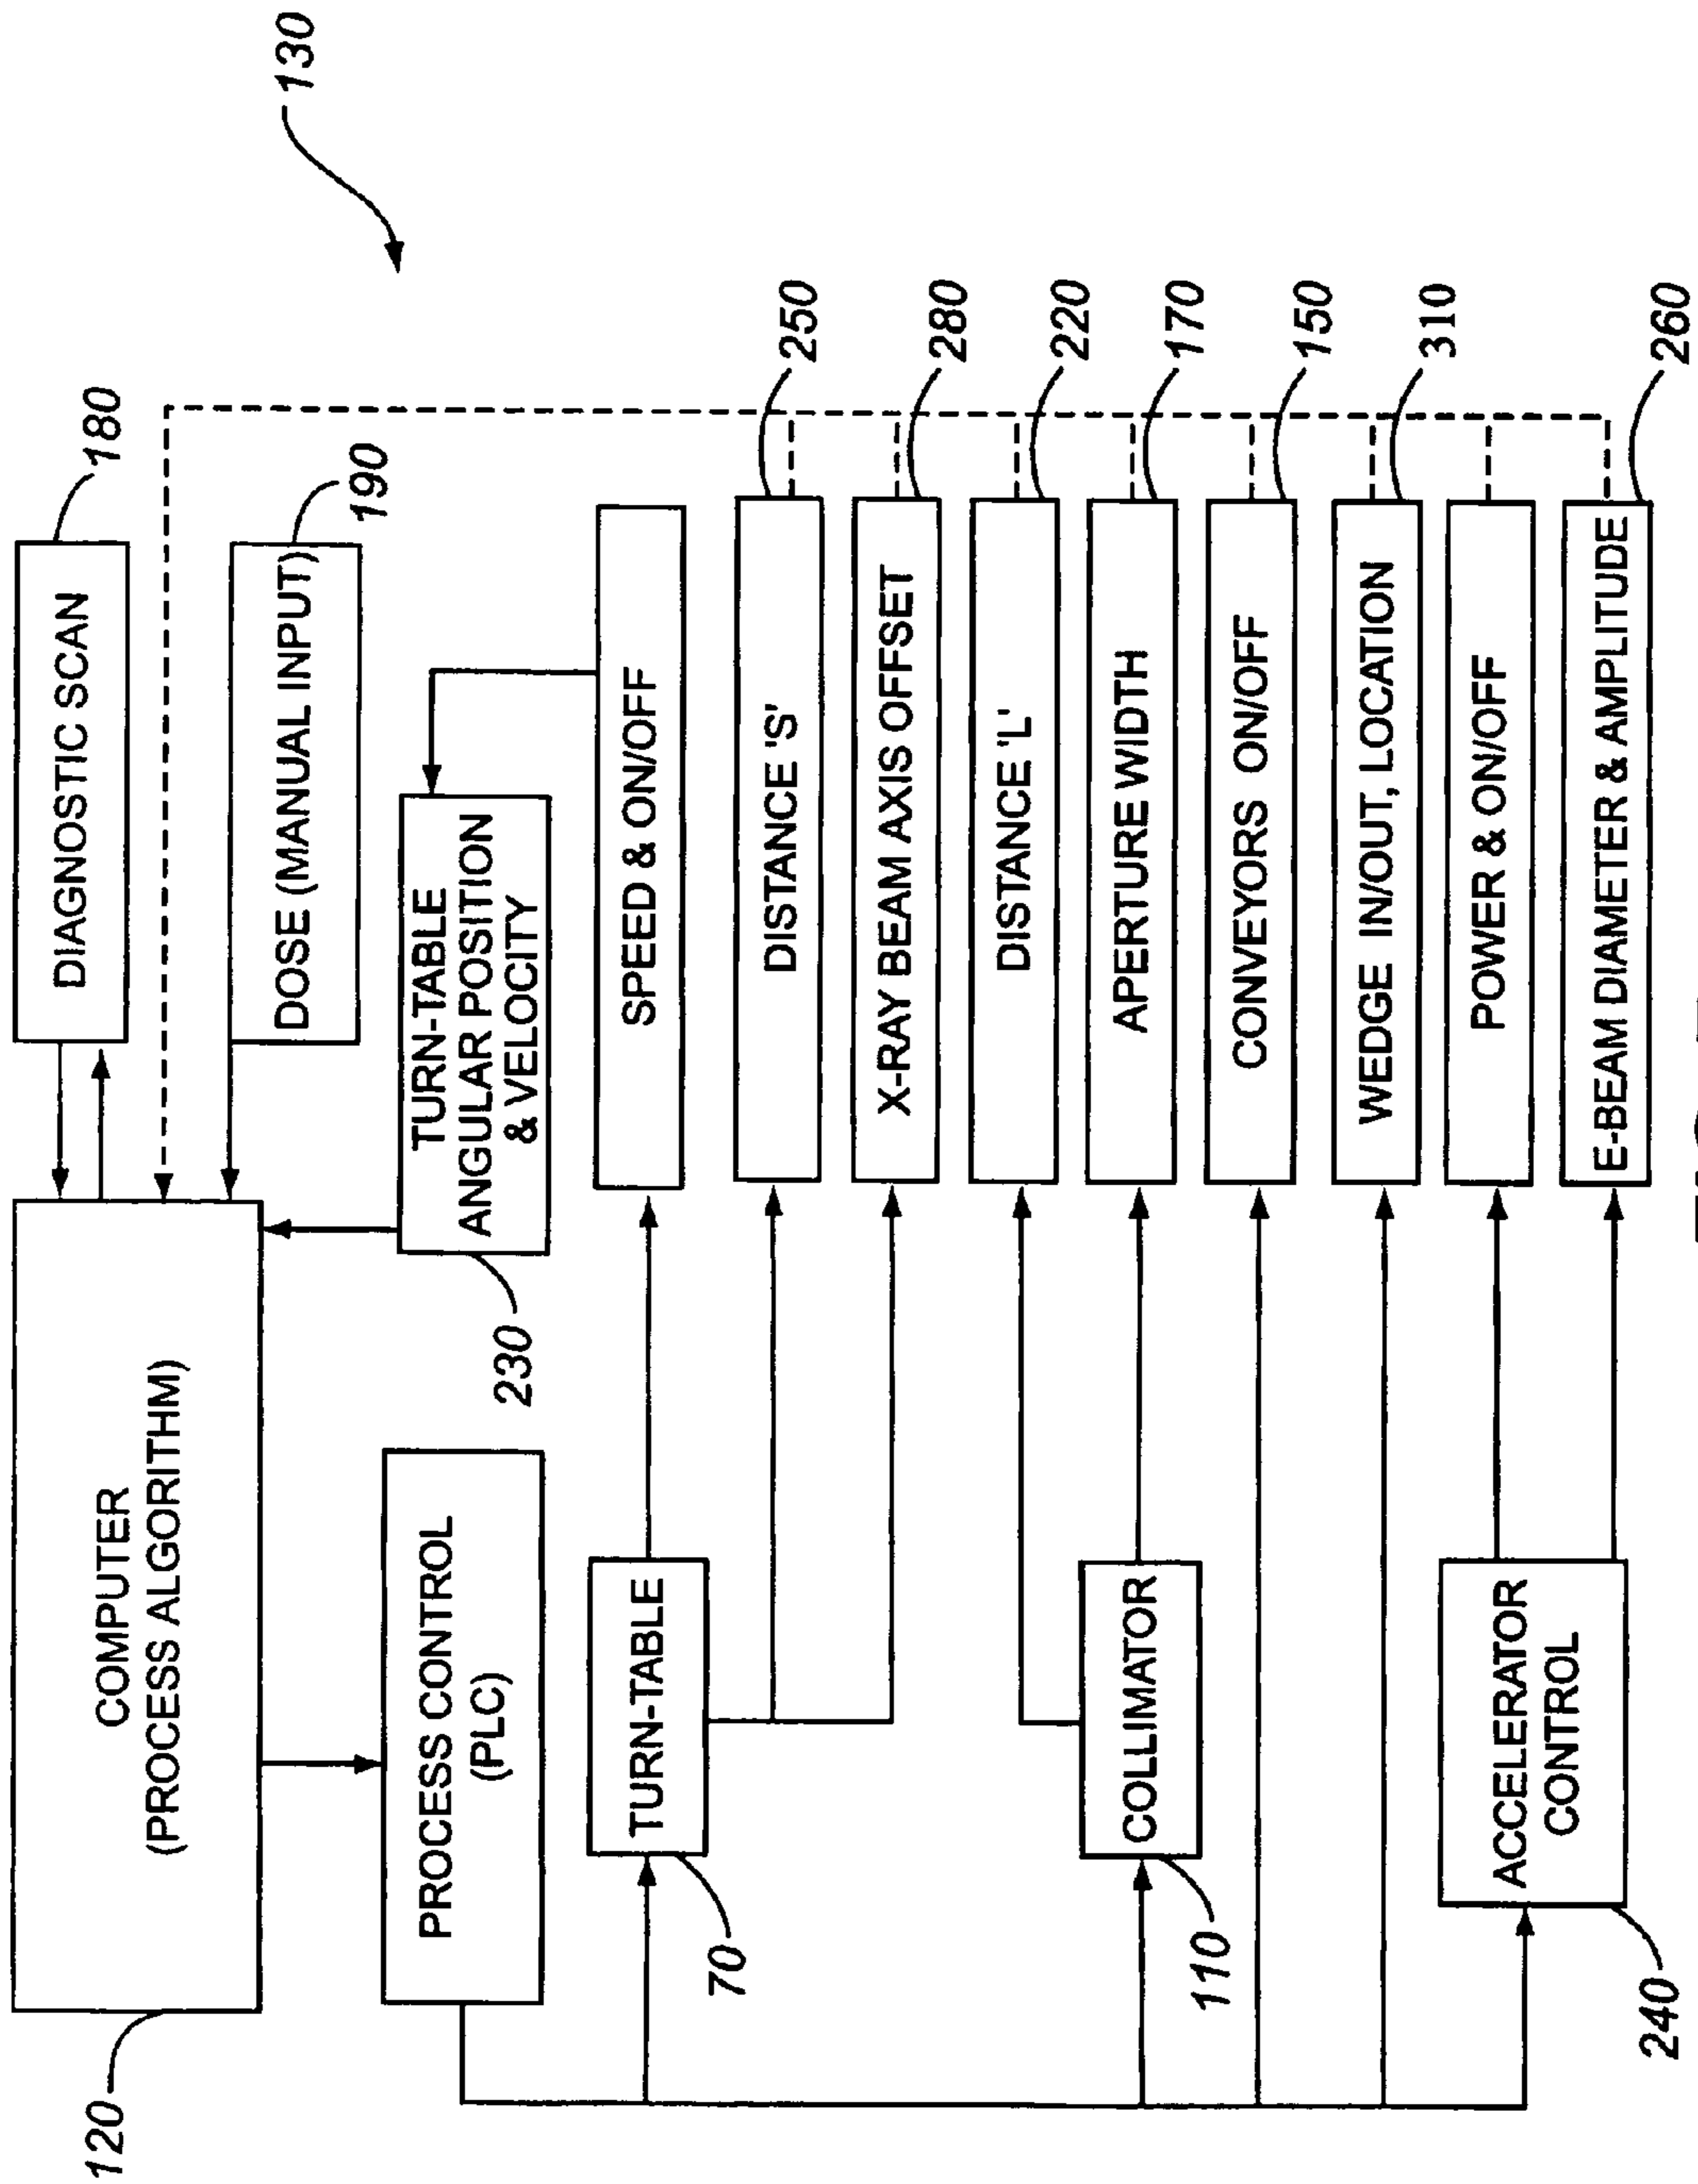 130
COMPUTER
(PROCESS ALGORITHM)
120
DIAGNOSTIC SCAN
180
DOSE (MANUAL INPUT)
190
PROCESS CONTROL
(PLC)
TURN-TABLE
ANGULAR POSITION
& VELOCITY
230
TURN-TABLE
70
SPEED & ON/OFF
DISTANCE 'S'
250
X-RAY BEAM AXIS OFFSET
280
DISTANCE 'L'
220
COLLIMATOR
110
APERTURE WIDTH
170
CONVEYORS ON/OFF
150
WEDGE IN/OUT, LOCATION
310
ACCELERATOR
CONTROL
240
POWER & ON/OFF
E-BEAM DIAMETER & AMPLITUDE
260